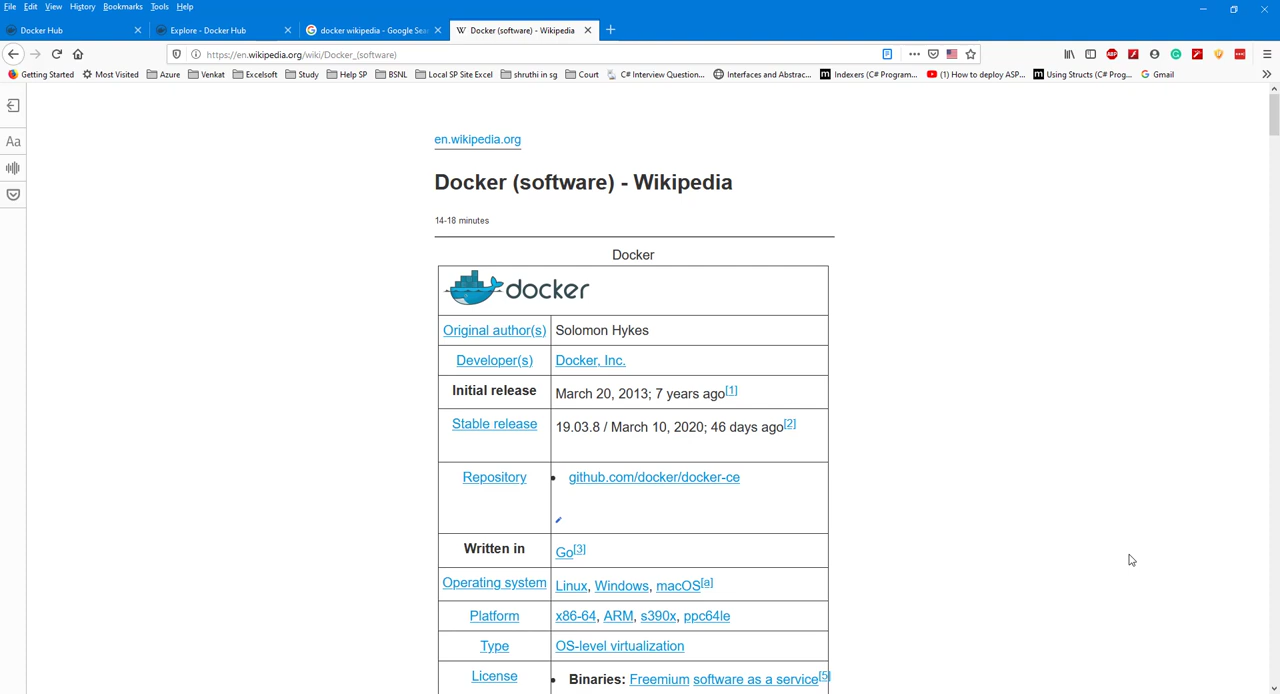 File Edit View History Bookmarks Tools Help
Docker Hub
Explore - Docker Hub
docker wikipedia - Google Sea
W Docker (software) - Wikipedia
https://en.wikipedia.org/wiki/Docker_(software)
Getting Started Most Visited Azure Venkat Excelsoft Study Help SP BSNL Local SP Site Excel shruthi in sg Court C# Interview Question... Interfaces and Abstrac... Indexers (C# Program... (1) How to deploy ASP... Using Structs (C# Prog... Gmail
Aa
en.wikipedia.org
Docker (software) - Wikipedia
14-18 minutes
Docker
docker
Original author(s) Solomon Hykes
Developer(s) Docker, Inc.
Initial release March 20, 2013; 7 years ago[1]
Stable release 19.03.8 / March 10, 2020; 46 days ago[2]
Repository • github.com/docker/docker-ce
Written in Go[3]
Operating system Linux, Windows, macOS[a]
Platform x86-64, ARM, s390x, ppc64le
Type OS-level virtualization
License • Binaries: Freemium software as a service[5]